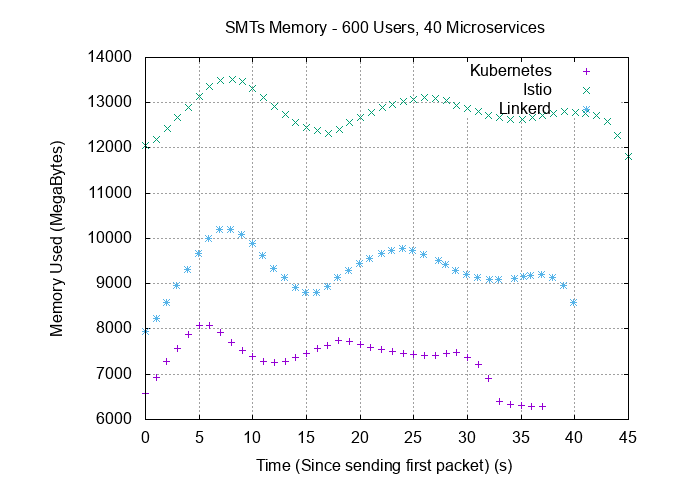 SMTs Memory - 600 Users, 40 Microservices
14000
13000
12000
11000
10000
9000
8000
7000
6000
Memory Used (MegaBytes)
Kubernetes
Istio
Linkerd
0 5 10 15 20 25 30 35 40 45
Time (Since sending first packet) (s)